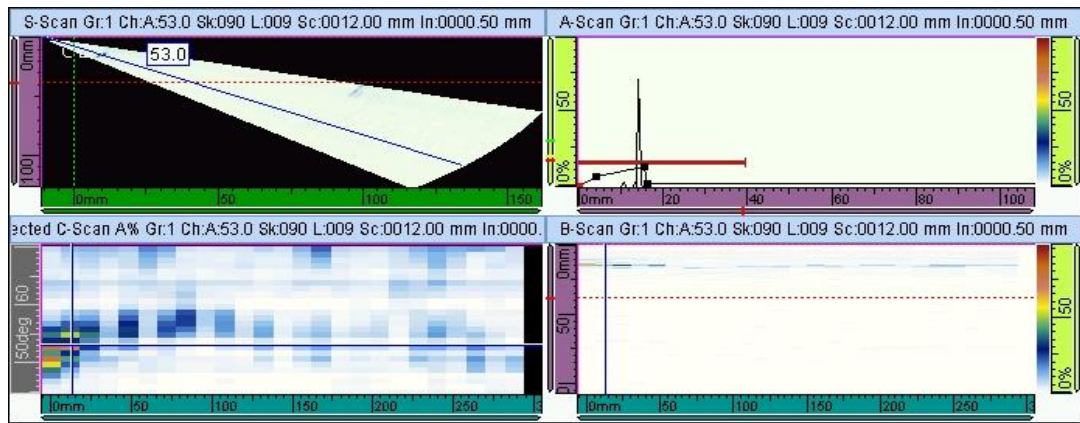 S-Scan Gr:1 Ch:A:53.0 Sk:090 L:009 Sc:0012.00 mm In:0000.50 mm
A-Scan Gr:1 Ch:A:53.0 Sk:090 L:009 Sc:0012.00 mm In:0000.50 mm
53.0
0mm
100
0mm 50 100 150
50
0%
0mm 20 40 60 80 100
150
0%
ected C-Scan A% Gr:1 Ch:A:53.0 Sk:090 L:009 Sc:0012.00 mm In:0000.
B-Scan Gr:1 Ch:A:53.0 Sk:090 L:009 Sc:0012.00 mm In:0000.50 mm
60
50deg
0mm 50 100 150 200 250
0mm
50
0mm 50 100 150 200 250
150
0%